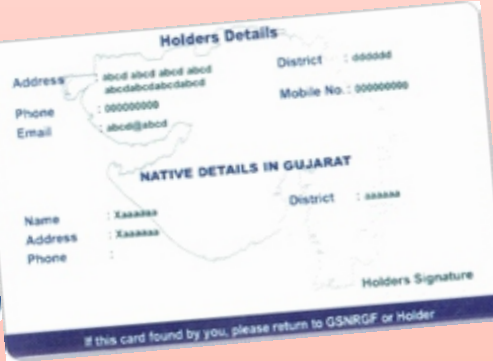 Holders Details
Address : abcd abcd abcd abcd District : dddddd
abcdabcdabcdabcd
Phone : 000000000 Mobile No. : 000000000
Email : abcd@abcd
NATIVE DETAILS IN GUJARAT
Name : Xaaaaaa District : aaaaaa
Address : Xaaaaaa
Phone :
Holders Signature
If this card found by you, please return to GSNRGF or Holder